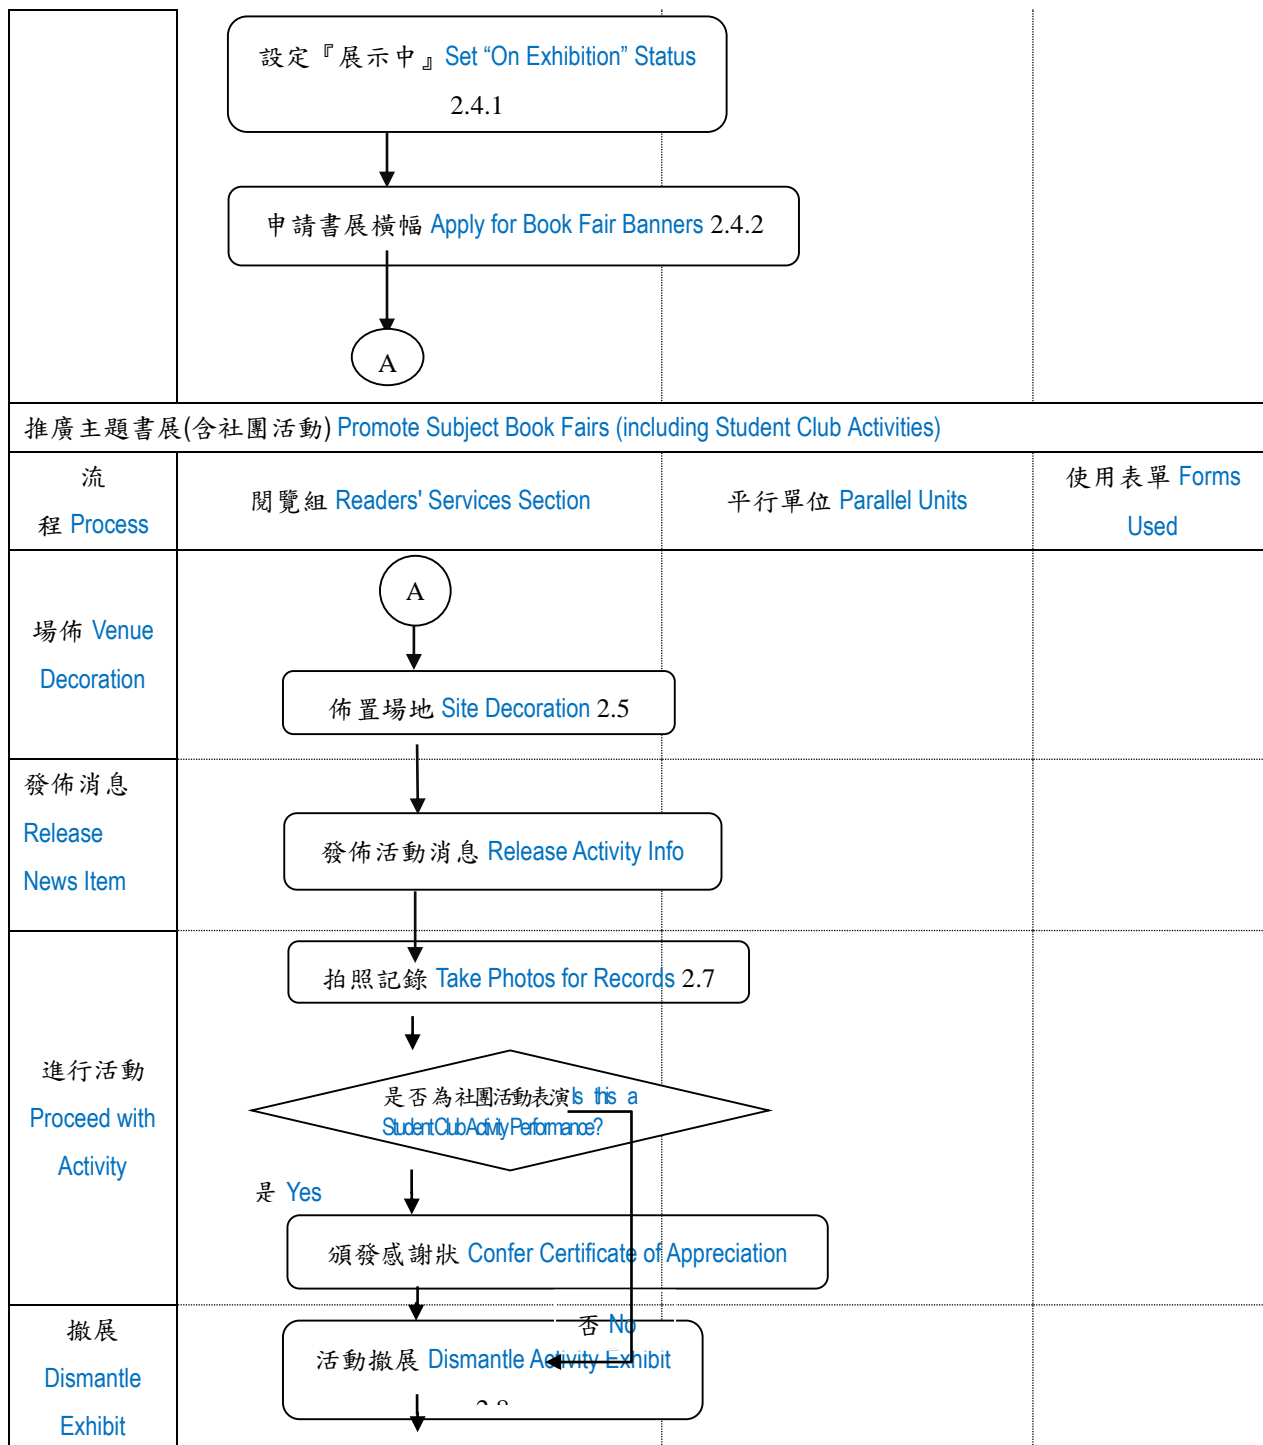 設定『展示中』Set “On Exhibition” Status
2.4.1
申請書展橫幅 Apply for Book Fair Banners 2.4.2
A
推廣主題書展(含社團活動) Promote Subject Book Fairs (including Student Club Activities)
流
程 Process
閱覽組 Readers' Services Section
平行單位 Parallel Units
使用表單 Forms
Used
場佈 Venue
Decoration
A
佈置場地 Site Decoration 2.5
發佈消息
Release
News Item
發佈活動消息 Release Activity Info
進行活動
Proceed with
Activity
拍照記錄 Take Photos for Records 2.7
是否為社團活動表演Is this a
Student Club Activity Performance?
是 Yes
頒發感謝狀 Confer Certificate of Appreciation
撤展
Dismantle
Exhibit
否 No
活動撤展 Dismantle Activity Exhibit
2.8